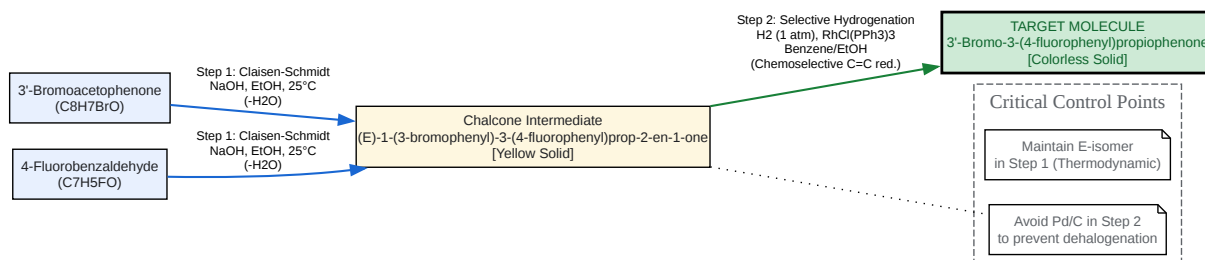 3'-Bromoacetophenone
(C8H7BrO)
4-Fluorobenzaldehyde
(C7H5FO)
Step 1: Claisen-Schmidt
NaOH, EtOH, 25°C
(-H2O)
Step 1: Claisen-Schmidt
NaOH, EtOH, 25°C
(-H2O)
Chalcone Intermediate
(E)-1-(3-bromophenyl)-3-(4-fluorophenyl)prop-2-en-1-one
[Yellow Solid]
Step 2: Selective Hydrogenation
H2 (1 atm), RhCl(PPh3)3
Benzene/EtOH
(Chemoselective C=C red.)
TARGET MOLECULE
3'-Bromo-3-(4-fluorophenyl)propiophenone
[Colorless Solid]
Critical Control Points
Maintain E-isomer
in Step 1 (Thermodynamic)
Avoid Pd/C in Step 2
to prevent dehalogenation